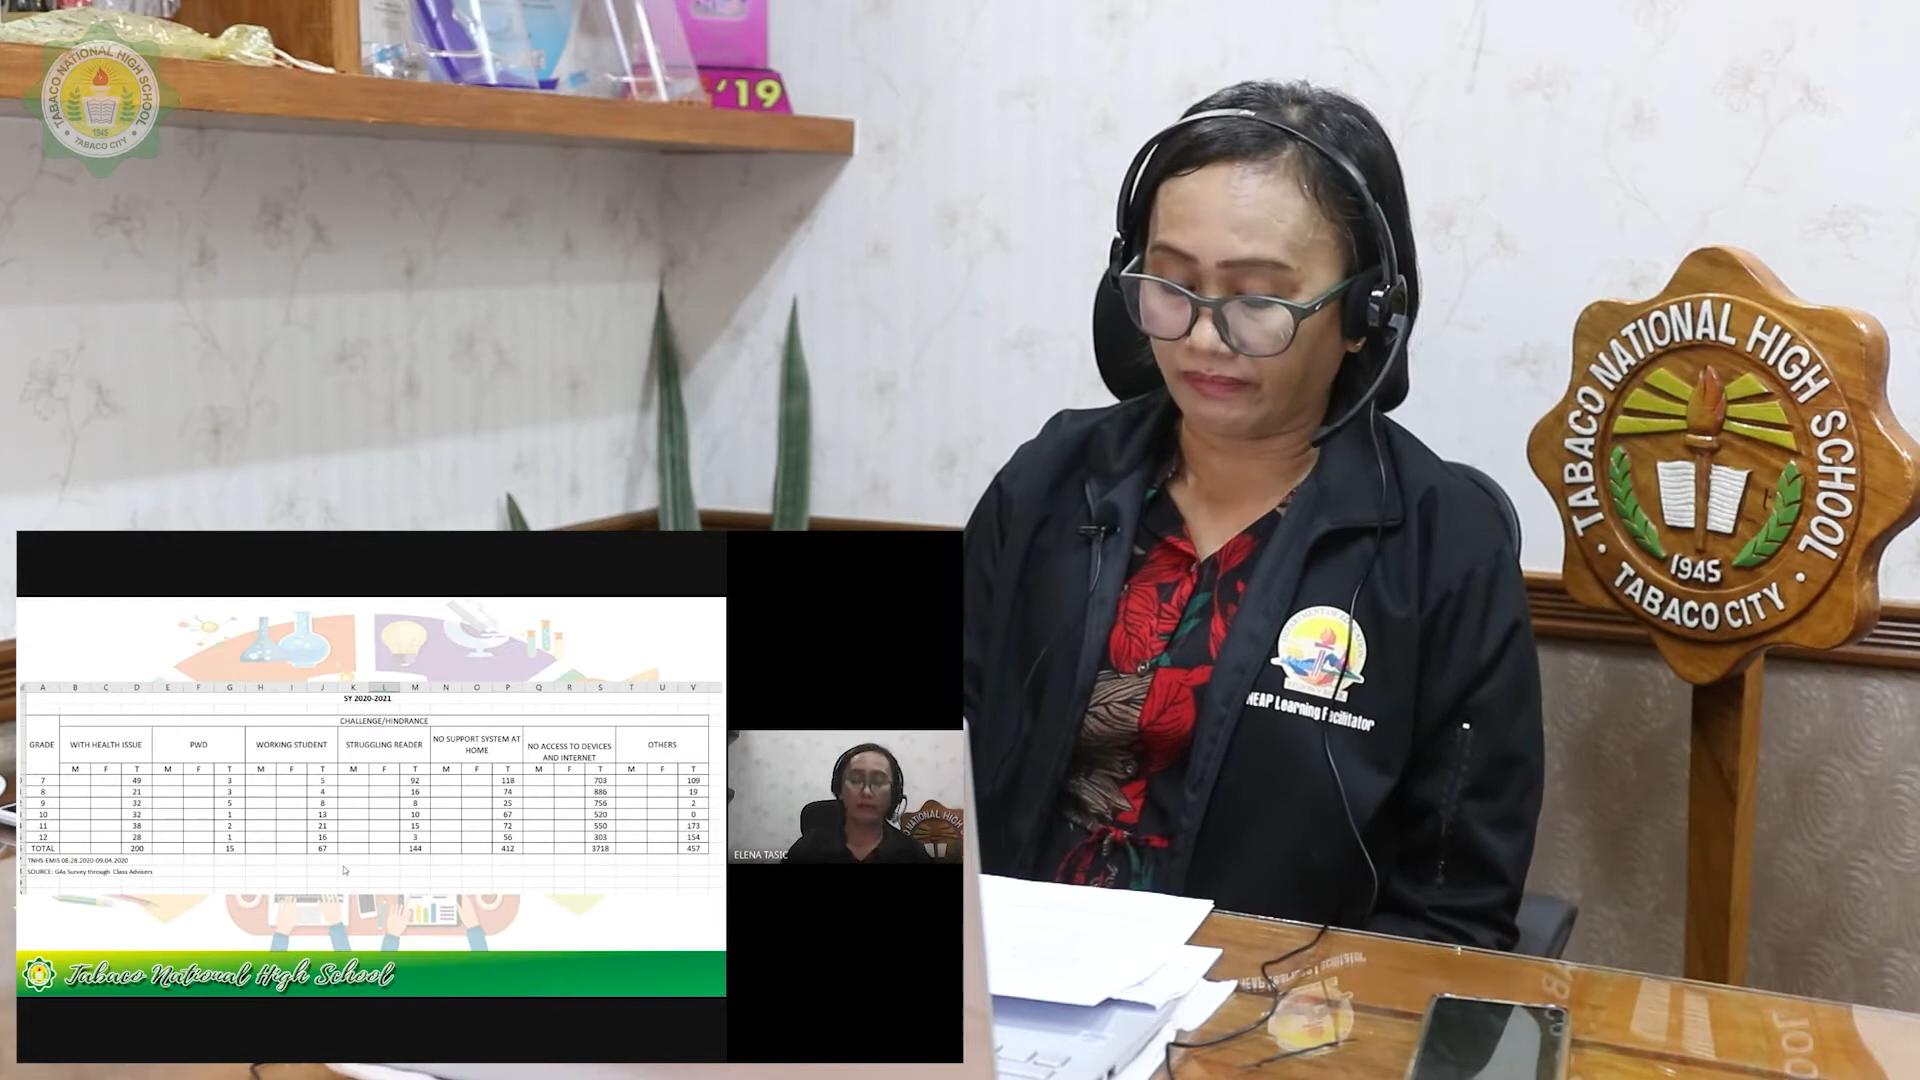 TABACO NATIONAL HIGH SCHOOL
1945
TABACO CITY
'19
TABACO NATIONAL HIGH SCHOOL
1945
TABACO CITY
DEPARTMENT OF EDUCATION
NEAP Learning Facilitator
A B C D E F G H I J K L M N O P Q R S T U V
SY 2020-2021
CHALLENGE/HINDRANCE
GRADE WITH HEALTH ISSUE PWD WORKING STUDENT STRUGGLING READER NO SUPPORT SYSTEM AT HOME NO ACCESS TO DEVICES AND INTERNET OTHERS
M F T M F T M F T M F T M F T M F T M F T
7 49 3 5 92 118 703 109
8 21 3 4 16 74 886 19
9 32 5 8 8 25 756 2
10 32 1 13 10 67 520 0
11 38 2 21 15 72 550 173
12 28 1 16 3 56 303 154
TOTAL 200 15 67 144 412 3718 457
TNHS-EMIS 08.28.2020-09.04.2020
SOURCE: GAs Survey through Class Advisers
Tabaco National High School
NATIONAL HIGH
ELENA TASIC